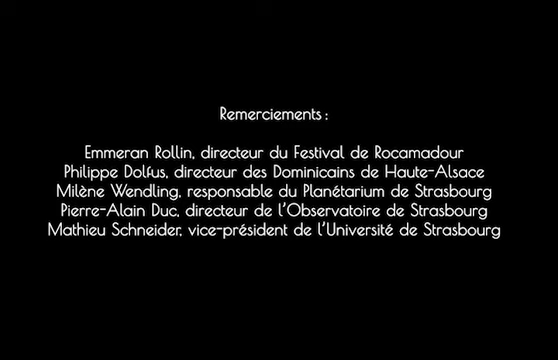 Remerciements :
Emmeran Rollin, directeur du Festival de Rocamadour
Philippe Dolfus, directeur des Dominicains de Haute-Alsace
Milène Wendling, responsable du Planétarium de Strasbourg
Pierre-Alain Duc, directeur de l'Observatoire de Strasbourg
Mathieu Schneider, vice-président de l'Université de Strasbourg